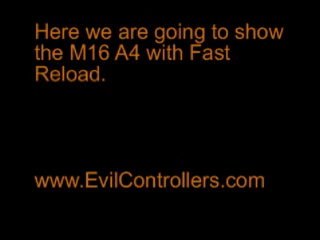 Here we are going to show
the M16 A4 with Fast
Reload.
www.EvilControllers.com